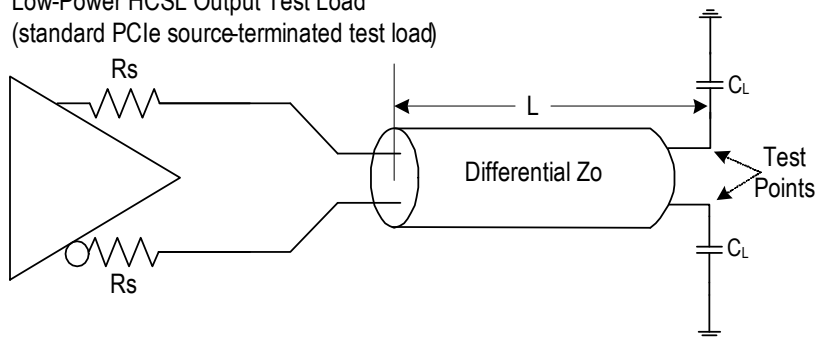 Low-Power HCSL Output Test Load
(standard PCIe source-terminated test load)
Rs
L
CL
Differential Zo
Test
Points
Rs
CL